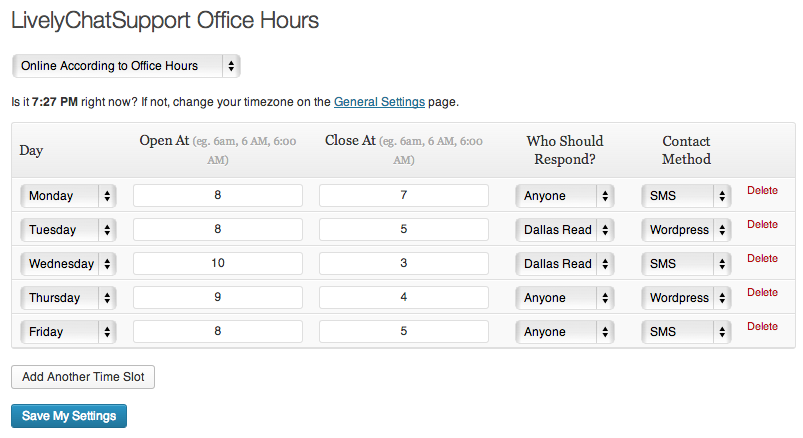 LivelyChatSupport Office Hours
Online According to Office Hours
Is it 7:27 PM right now? If not, change your timezone on the General Settings page.
Day Open At (eg. 6am, 6 AM, 6:00 AM) Close At (eg. 6am, 6 AM, 6:00 AM) Who Should Respond? Contact Method
Monday 8 7 Anyone SMS Delete
Tuesday 8 5 Dallas Read Wordpress Delete
Wednesday 10 3 Dallas Read SMS Delete
Thursday 9 4 Anyone Wordpress Delete
Friday 8 5 Anyone SMS Delete
Add Another Time Slot
Save My Settings